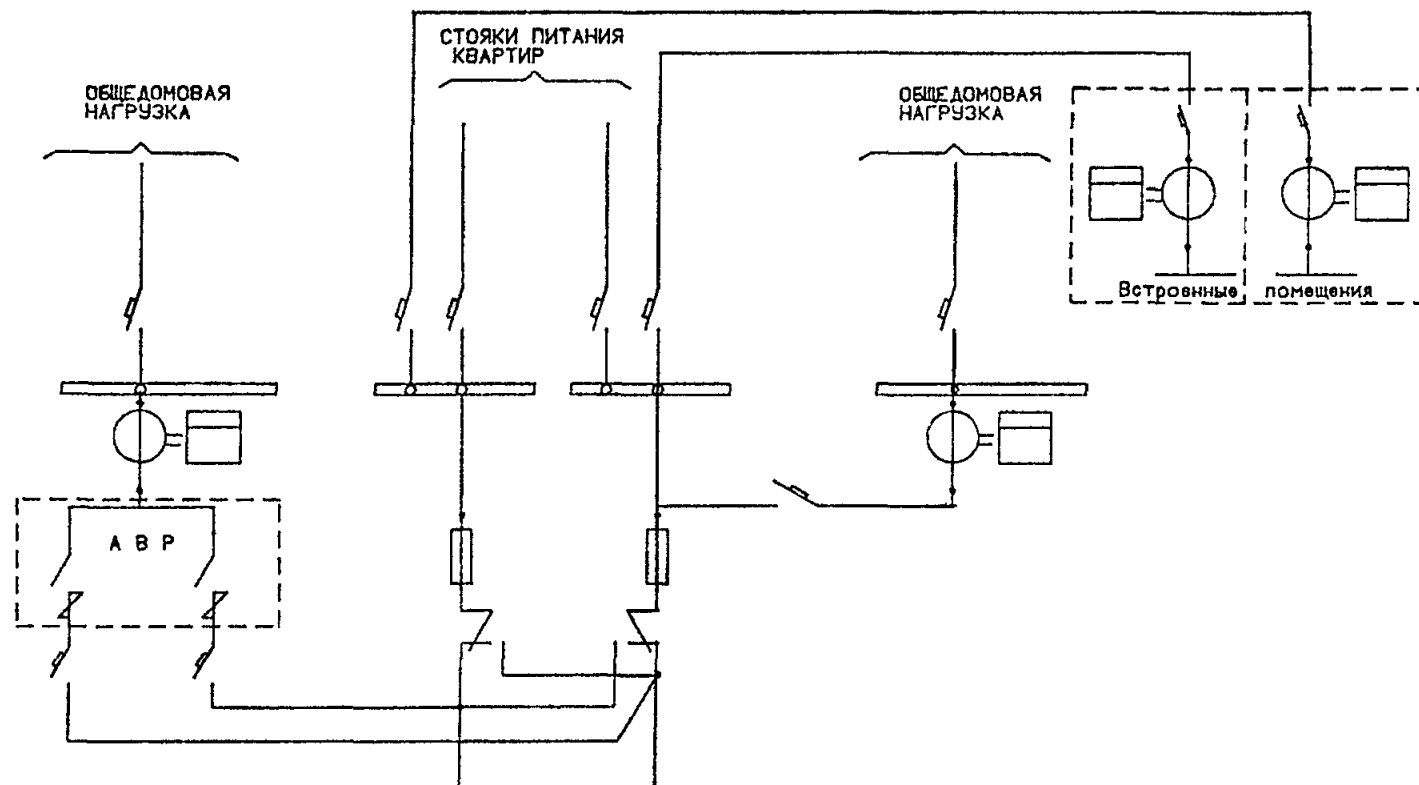 СТОЯКИ ПИТАНИЯ
КВАРТИР
ОБЩЕДОМОВАЯ
НАГРУЗКА
ОБЩЕДОМОВАЯ
НАГРУЗКА
Встроенные помещения
А В Р